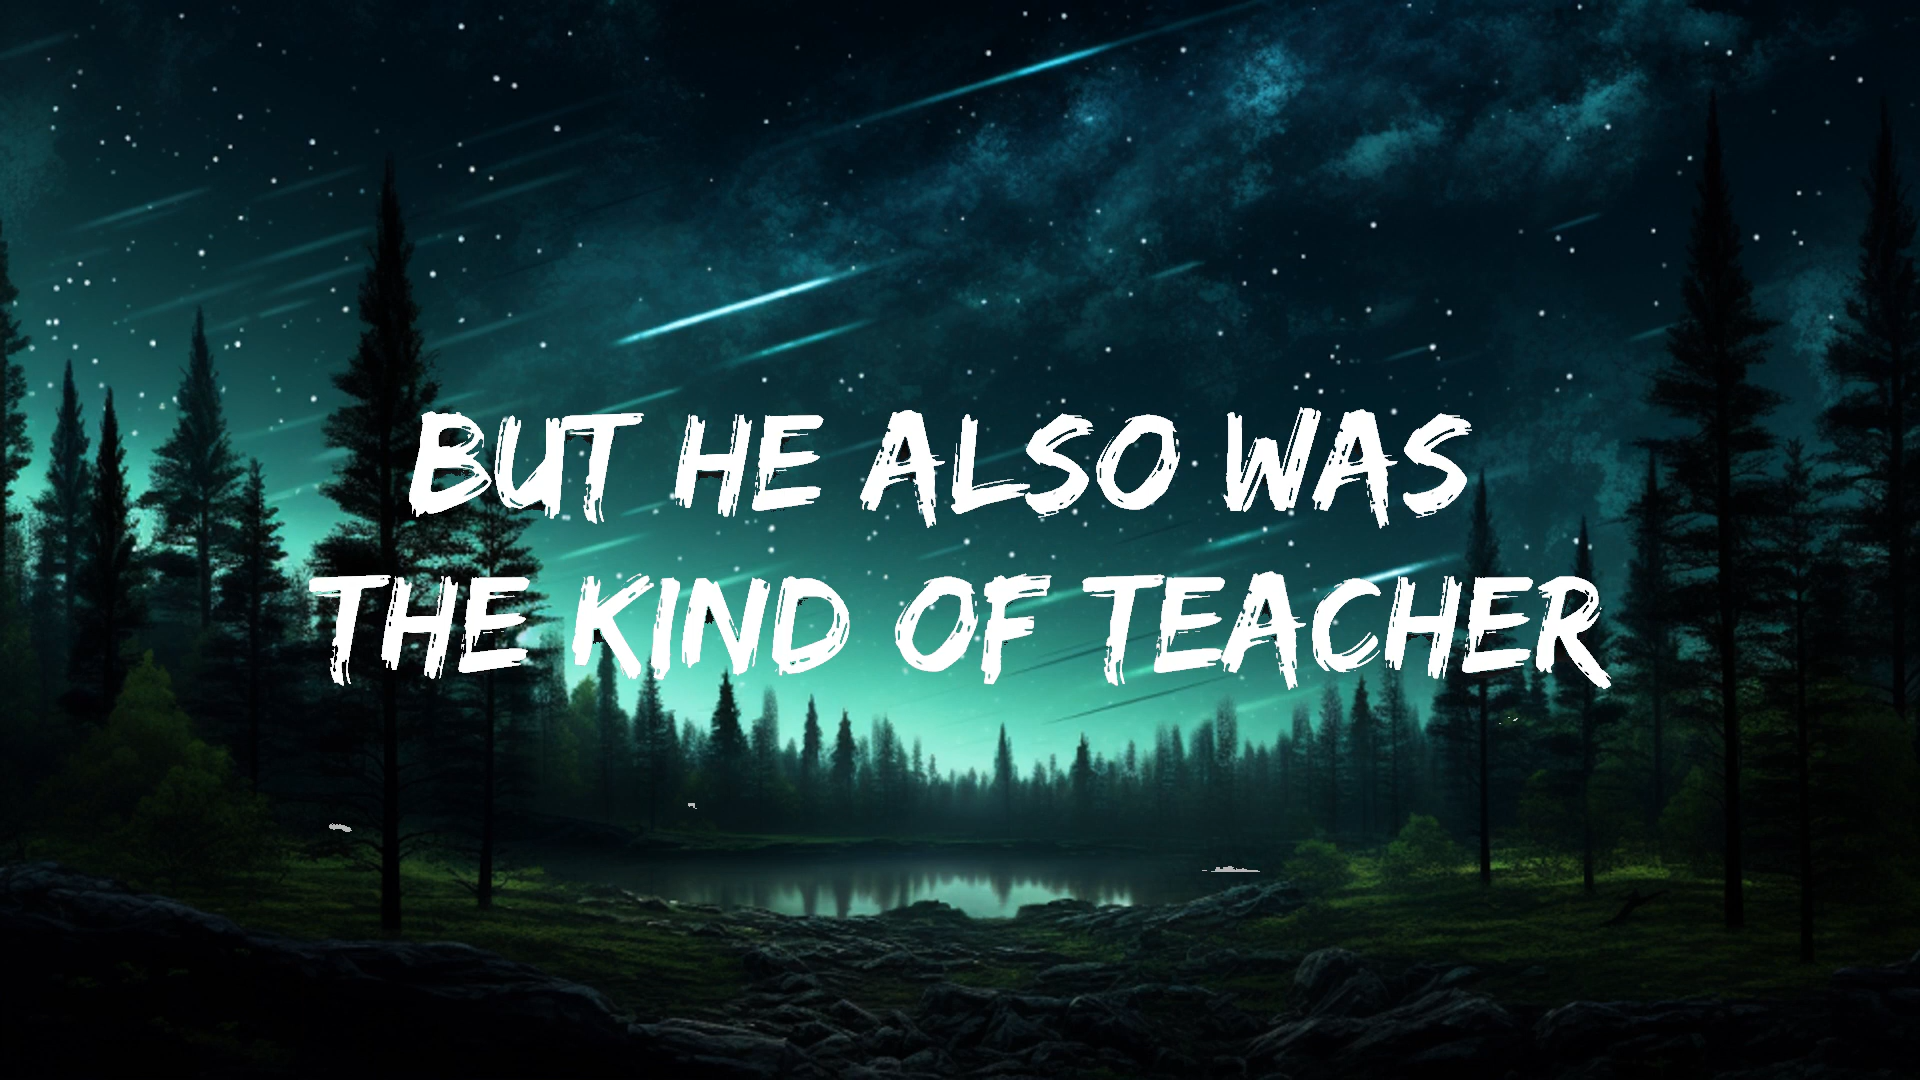 BUT HE ALSO WAS
THE KIND OF TEACHER